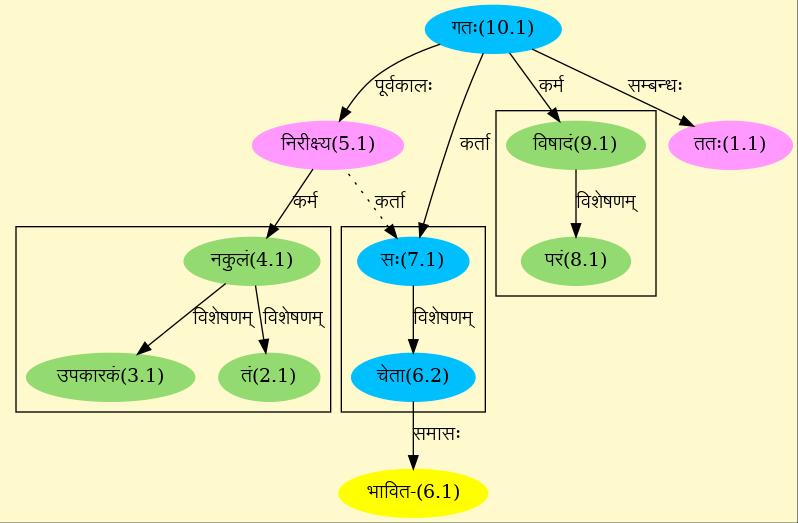 गतः(10.1)
पूर्वकालः
कर्म
सम्बन्धः
निरीक्ष्य(5.1)
कर्ता
विषादं(9.1)
ततः(1.1)
कर्म
कर्ता
विशेषणम्
नकुलं(4.1)
सः(7.1)
परं(8.1)
विशेषणम्
विशेषणम्
विशेषणम्
उपकारकं(3.1)
तं(2.1)
चेता(6.2)
समासः
भावित-(6.1)